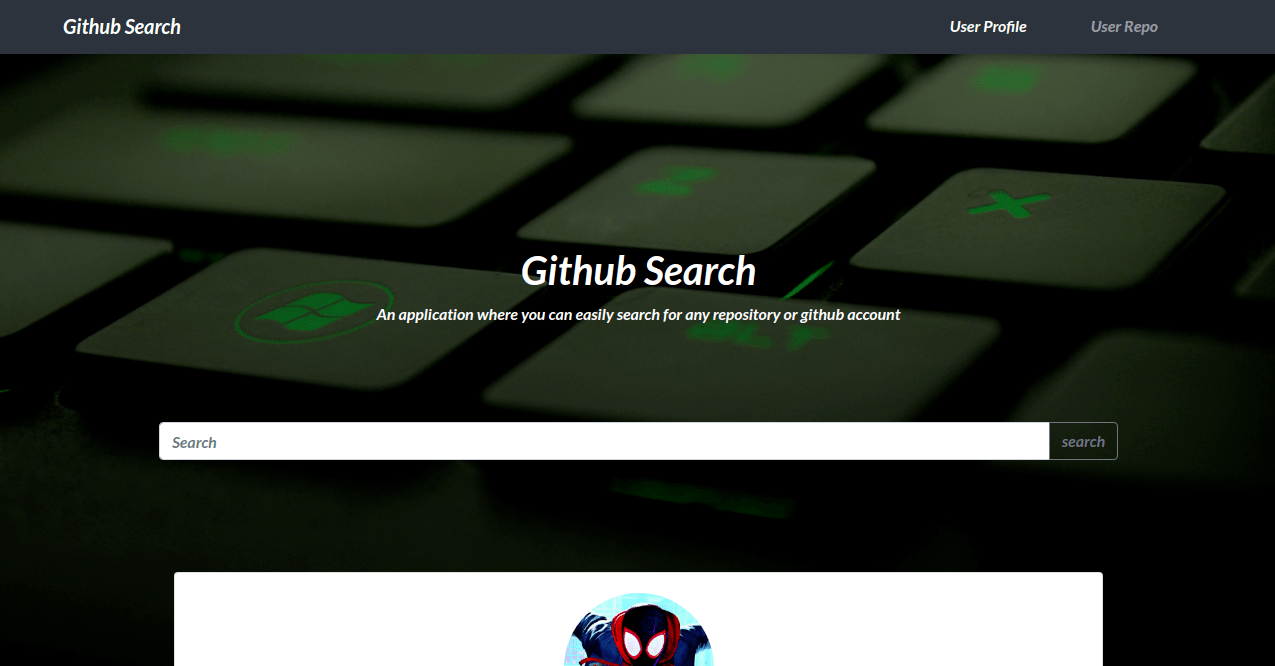 Github Search
User Profile
User Repo
Github Search
An application where you can easily search for any repository or github account
Search
search